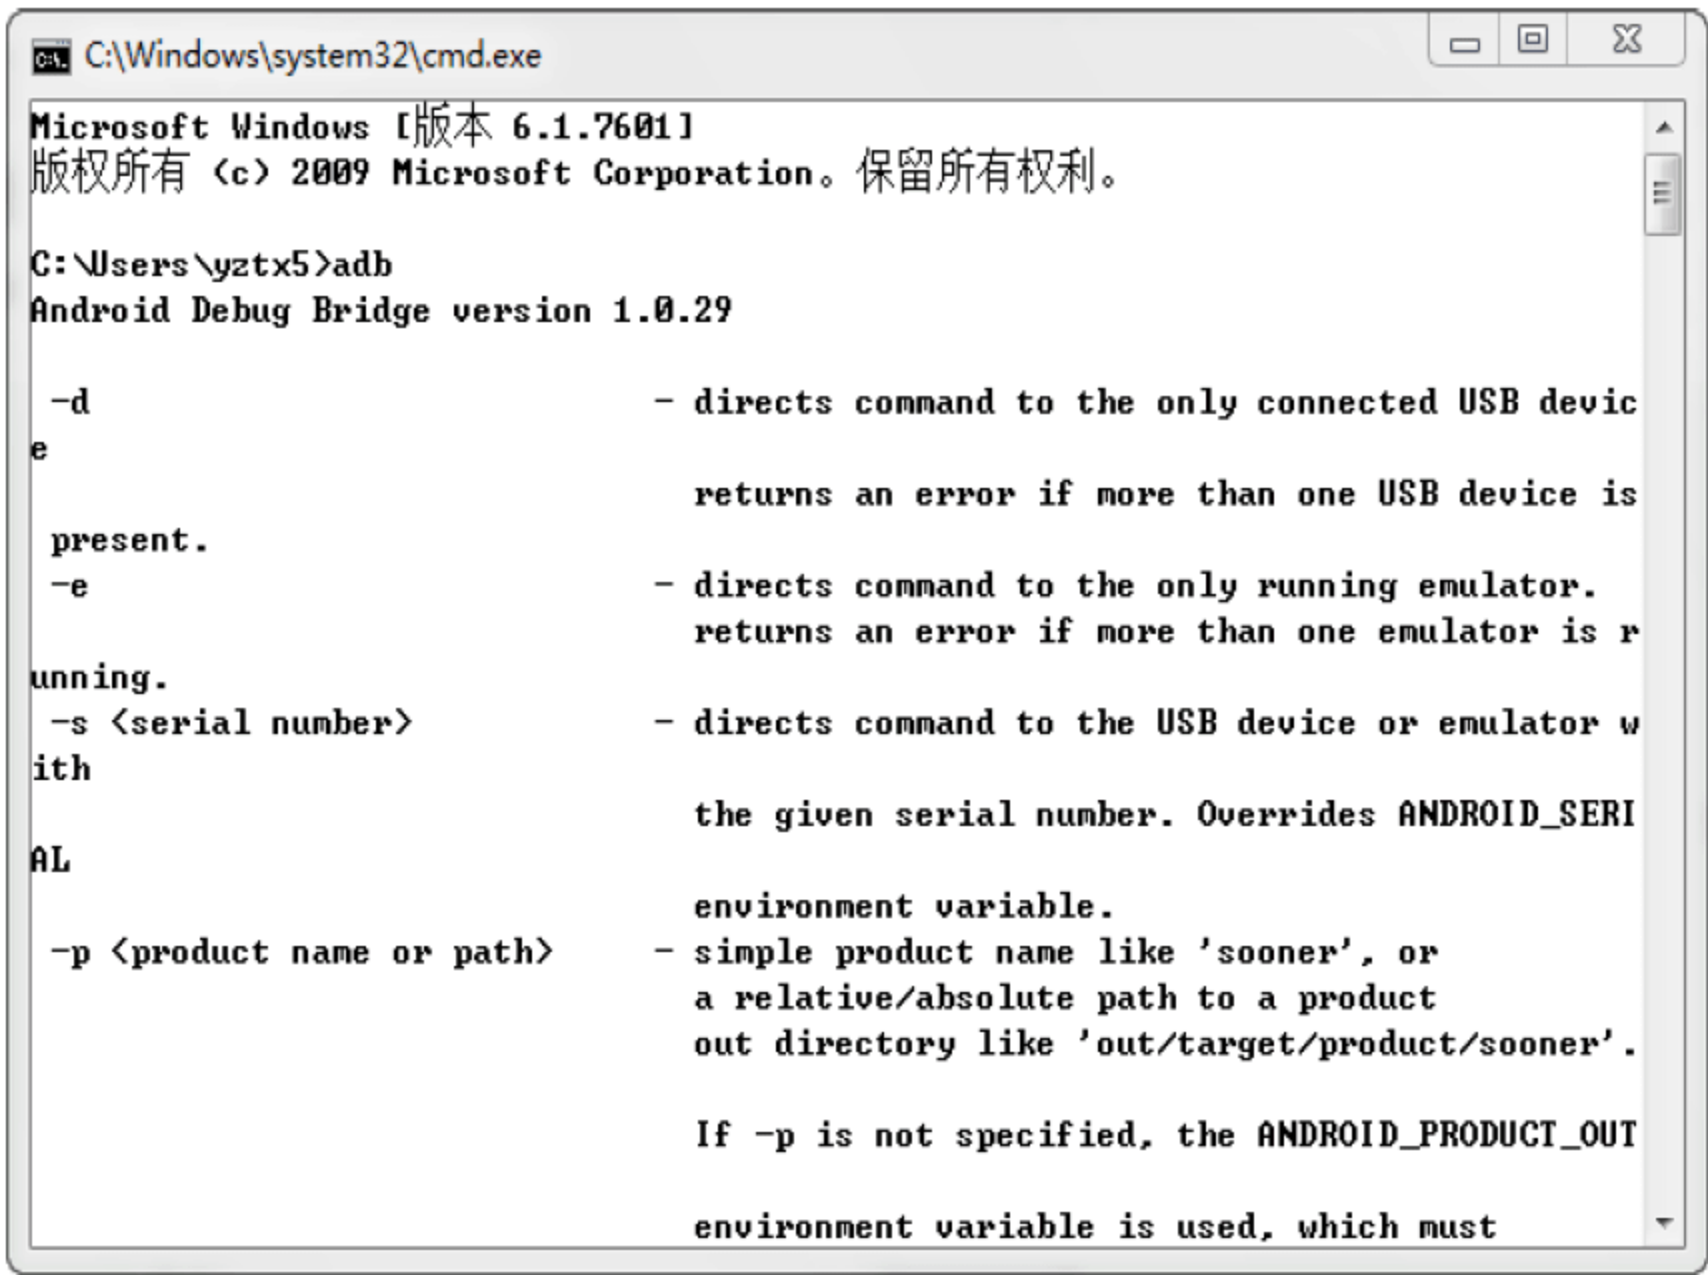 C:\Windows\system32\cmd.exe
Microsoft Windows [版本 6.1.7601]
版权所有 (c) 2009 Microsoft Corporation。保留所有权利。
C:\Users\yztx5>adb
Android Debug Bridge version 1.0.29
-d - directs command to the only connected USB devic
e
returns an error if more than one USB device is
present.
-e - directs command to the only running emulator.
returns an error if more than one emulator is r
unning.
-s <serial number> - directs command to the USB device or emulator w
ith
the given serial number. Overrides ANDROID_SERI
AL
environment variable.
-p <product name or path> - simple product name like 'sooner', or
a relative/absolute path to a product
out directory like 'out/target/product/sooner'.
If -p is not specified, the ANDROID_PRODUCT_OUT
environment variable is used, which must